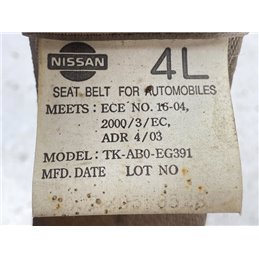 NISSAN 4L
SEAT BELT FOR AUTOMOBILES
MEETS: ECE NO. 16-04,
2000/3/EC,
ADR 4/03
MODEL: TK-AB0-EG391
MFD. DATE LOT NO